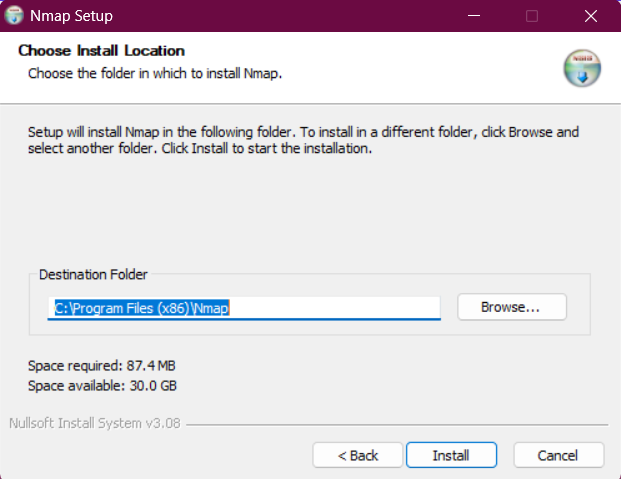 Nmap Setup
Choose Install Location
Choose the folder in which to install Nmap.
Setup will install Nmap in the following folder. To install in a different folder, click Browse and
select another folder. Click Install to start the installation.
Destination Folder
C:\Program Files (x86)\Nmap
Browse...
Space required: 87.4 MB
Space available: 30.0 GB
Nullsoft Install System v3.08
< Back
Install
Cancel